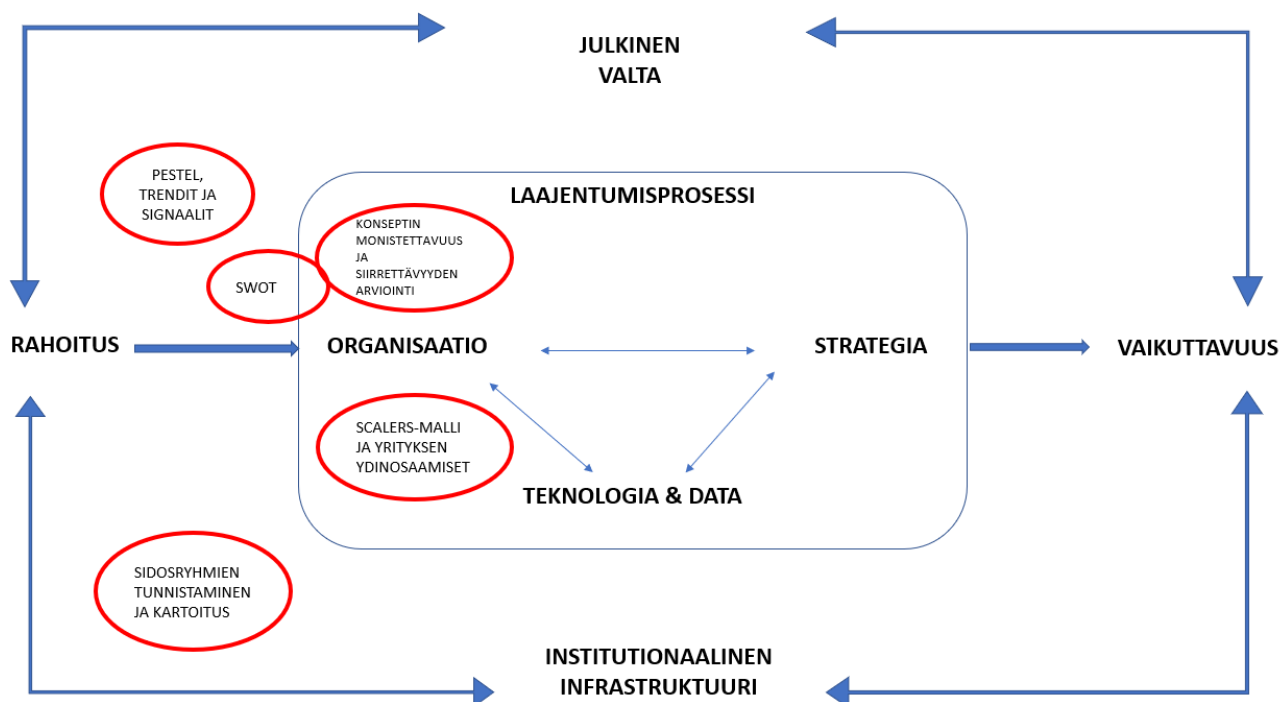 JULKINEN
VALTA
PESTEL,
TRENDIT JA
SIGNAALIT
LAAJENTUMISPROSESSI
KONSEPTIN
MONISTETTAVUUS
JA
SIIRRETTÄVYYDEN
ARVIOINTI
SWOT
RAHOITUS
ORGANISAATIO
STRATEGIA
VAIKUTTAVUUS
SCALERS-MALLI
JA YRITYKSEN
YDINOSAAMISET
TEKNOLOGIA & DATA
SIDOSRYHMIEN
TUNNISTAMINEN
JA KARTOITUS
INSTITUTIONAALINEN
INFRASTRUKTUURI